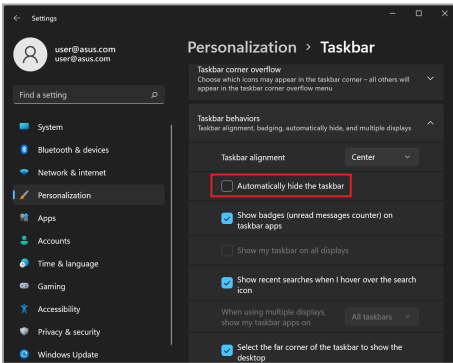 Settings
user@asus.com
user@asus.com
Find a setting
System
Bluetooth & devices
Network & internet
Personalization
Apps
Accounts
Time & language
Gaming
Accessibility
Privacy & security
Windows Update
Personalization > Taskbar
Taskbar corner overflow
Choose which icons may appear in the taskbar corner – all others will
appear in the taskbar corner overflow menu
Taskbar behaviors
Taskbar alignment, badging, automatically hide, and multiple displays
Taskbar alignment
Center
Automatically hide the taskbar
Show badges (unread messages counter) on
taskbar apps
Show my taskbar on all displays
Show recent searches when I hover over the search
icon
When using multiple displays,
show my taskbar apps on
All taskbars
Select the far corner of the taskbar to show the
desktop